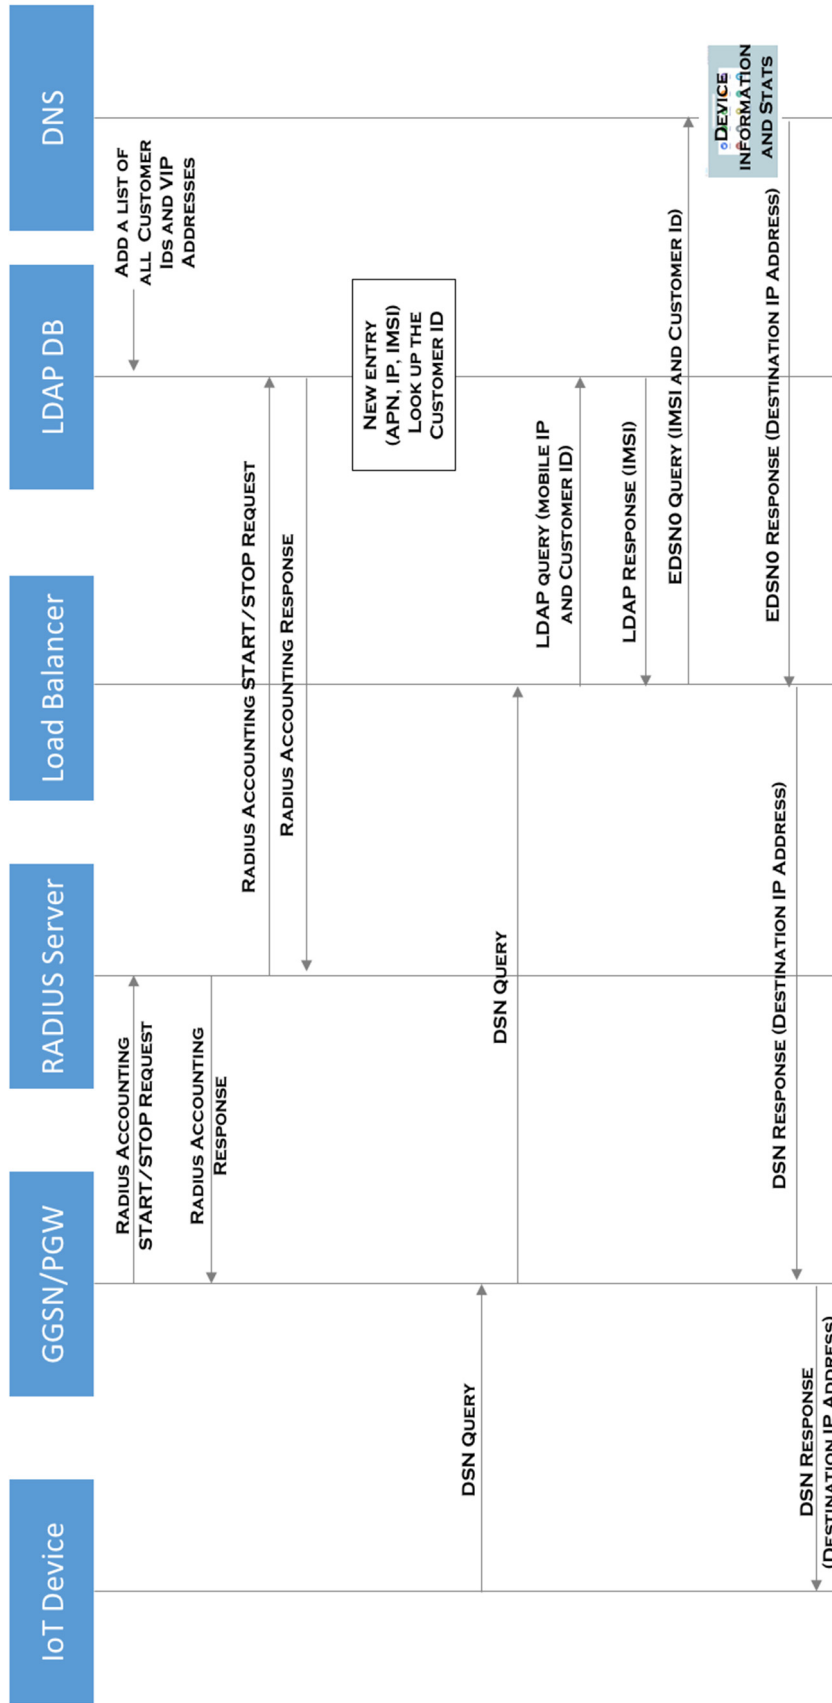 IoT Device
GGSN/PGW
RADIUS Server
Load Balancer
LDAP DB
DNS
Add a list of
all Customer
Ids and VIP
Addresses
Radius Accounting
START/STOP Request
Radius Accounting
Response
Radius Accounting START/STOP Request
Radius Accounting Response
New entry
(APN, IP, IMSI)
Look up the
Customer ID
DSN Query
DSN Query
LDAP query (mobile IP
and Customer ID)
LDAP Response (IMSI)
EDSN0 Query (IMSI and Customer Id)
Device
information
and Stats
EDSN0 Response (Destination IP Address)
DSN Response (Destination IP Address)
DSN Response
(Destination IP Address)